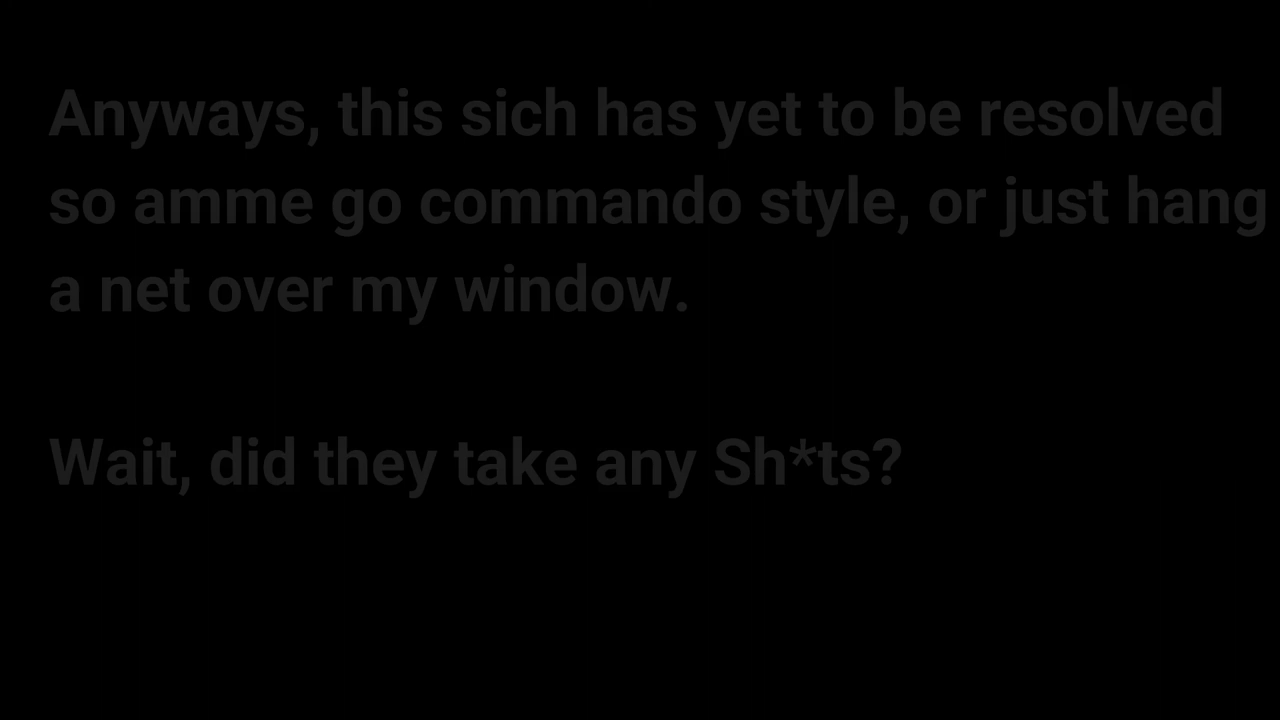 Anyways, this sich has yet to be resolved
so amme go commando style, or just hang
a net over my window.
Wait, did they take any Sh*ts?